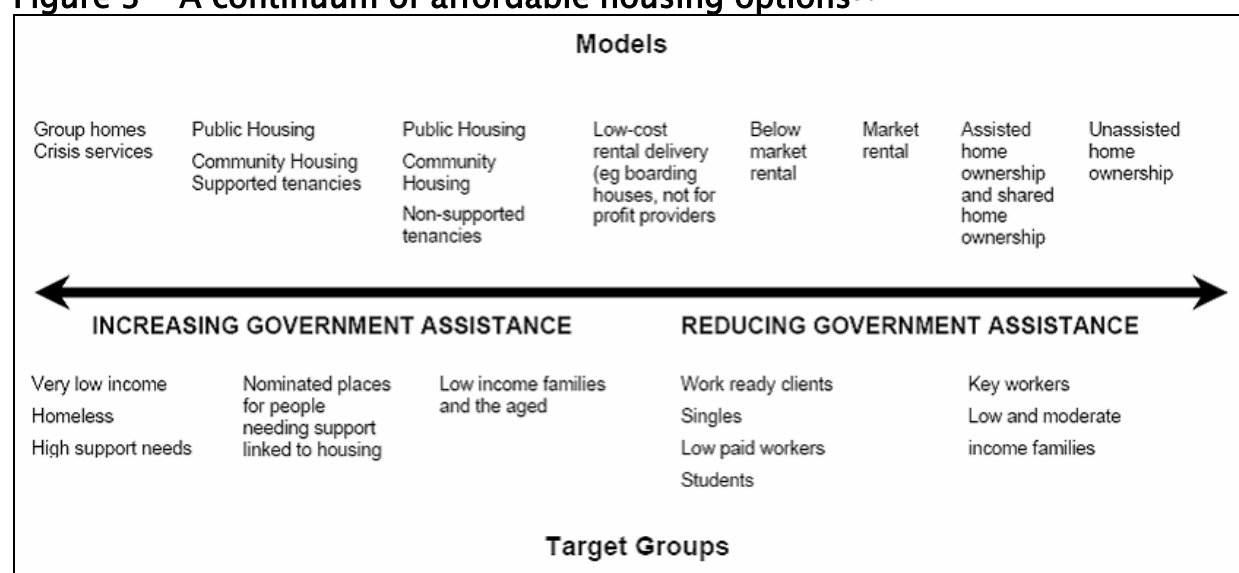 Figure 3 A continuum of affordable housing options
Models
Group homes
Crisis services
Public Housing
Community Housing
Supported tenancies
Public Housing
Community
Housing
Non-supported
tenancies
Low-cost
rental delivery
(eg boarding
houses, not for
profit providers
Below
market
rental
Market
rental
Assisted
home
ownership
and shared
home
ownership
Unassisted
home
ownership
INCREASING GOVERNMENT ASSISTANCE
REDUCING GOVERNMENT ASSISTANCE
Very low income
Homeless
High support needs
Nominated places
for people
needing support
linked to housing
Low income families
and the aged
Work ready clients
Singles
Low paid workers
Students
Key workers
Low and moderate
income families
Target Groups